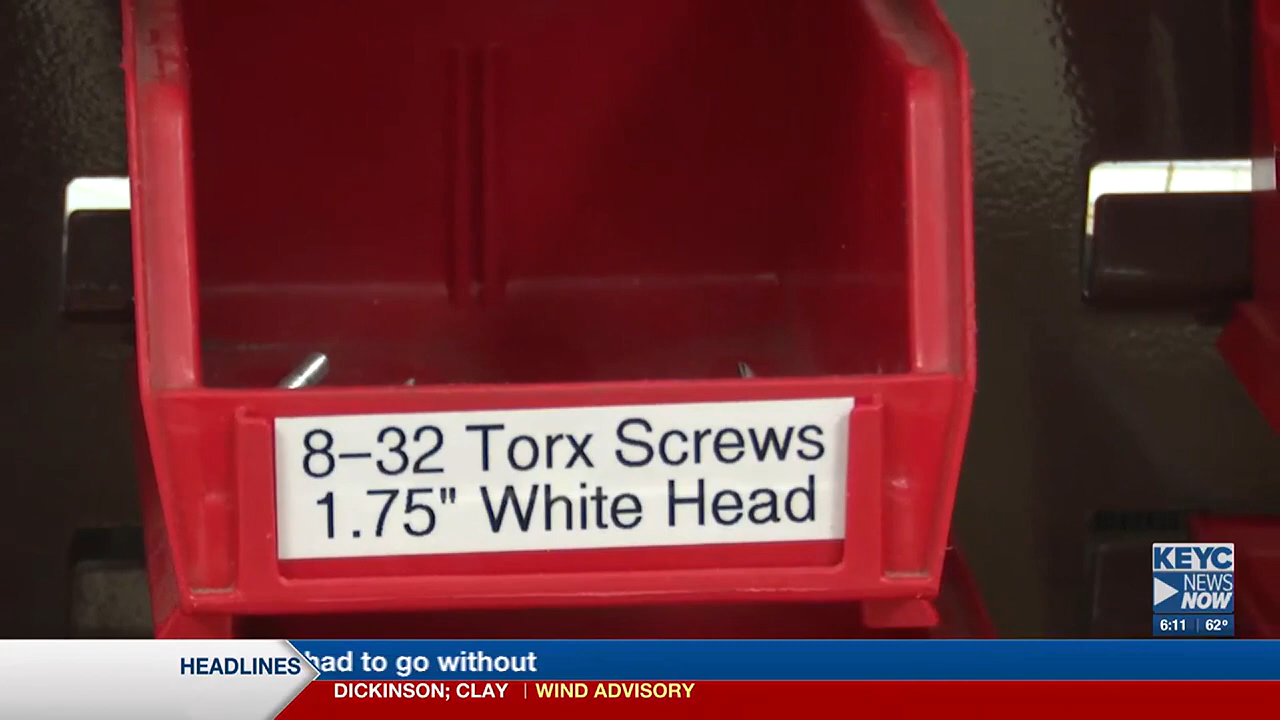 8-32 Torx Screws
1.75" White Head
KEYC
NEWS
NOW
6:11 | 62º
HEADLINES
had to go without
DICKINSON; CLAY | WIND ADVISORY